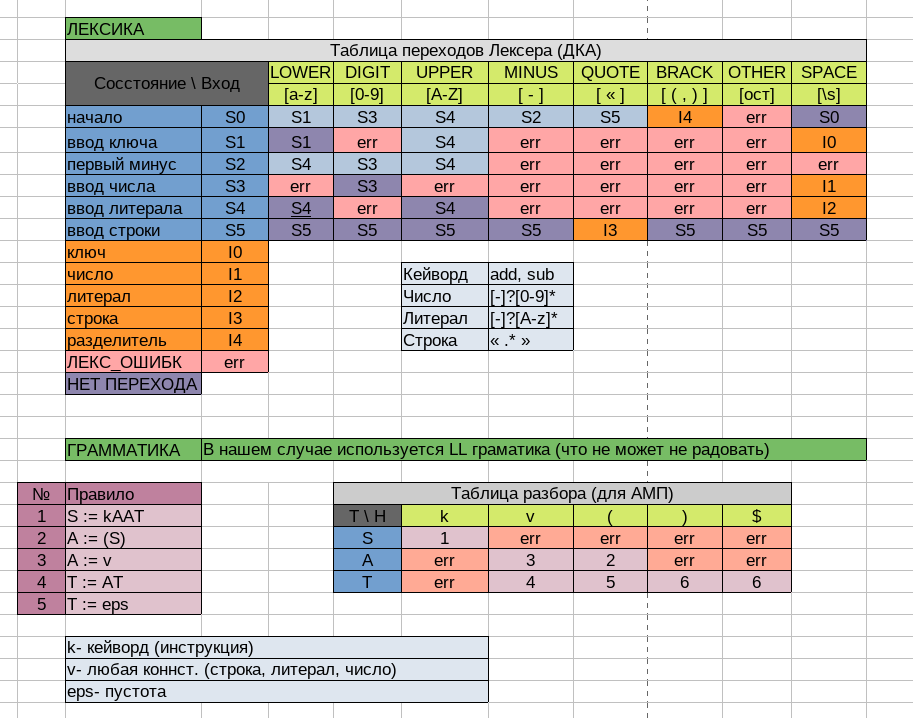 ЛЕКСИКА
Таблица переходов Лексера (ДКА)
Сосстояние \ Вход LOWER DIGIT UPPER MINUS QUOTE BRACK OTHER SPACE
[a-z] [0-9] [A-Z] [ - ] [ « ] [ ( , ) ] [ост] [\s]
начало S0 S1 S3 S4 S2 S5 I4 err S0
ввод ключа S1 S1 err S4 err err err err I0
первый минус S2 S4 S3 S4 err err err err err
ввод числа S3 err S3 err err err err err I1
ввод литерала S4 S4 err S4 err err err err I2
ввод строки S5 S5 S5 S5 S5 I3 S5 S5 S5
ключ I0
число I1 Кейворд add, sub
литерал I2 Число [-]?[0-9]*
строка I3 Литерал [-]?[A-z]*
разделитель I4 Строка « .* »
ЛЕКС_ОШИБК err
НЕТ ПЕРЕХОДА
ГРАММАТИКА В нашем случае используется LL граматика (что не может не радовать)
№ Правило Таблица разбора (для АМП)
1 S := kAAT T \ H k v ( ) $
2 A := (S) S 1 err err err err
3 A := v A err 3 2 err err
4 T := AT T err 4 5 6 6
5 T := eps
k- кейворд (инструкция)
v- любая коннст. (строка, литерал, число)
eps- пустота